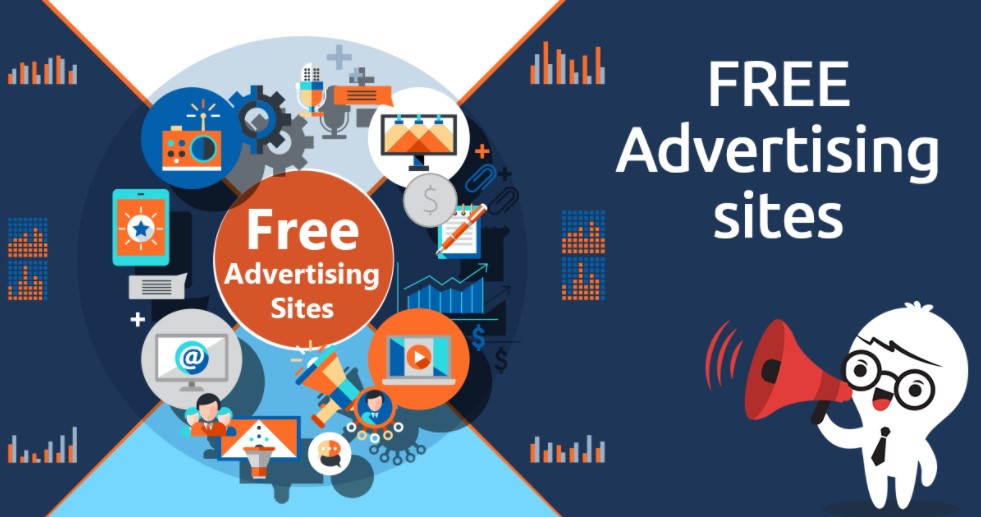 Free
Advertising
Sites
FREE
Advertising
sites
$
@
$
$